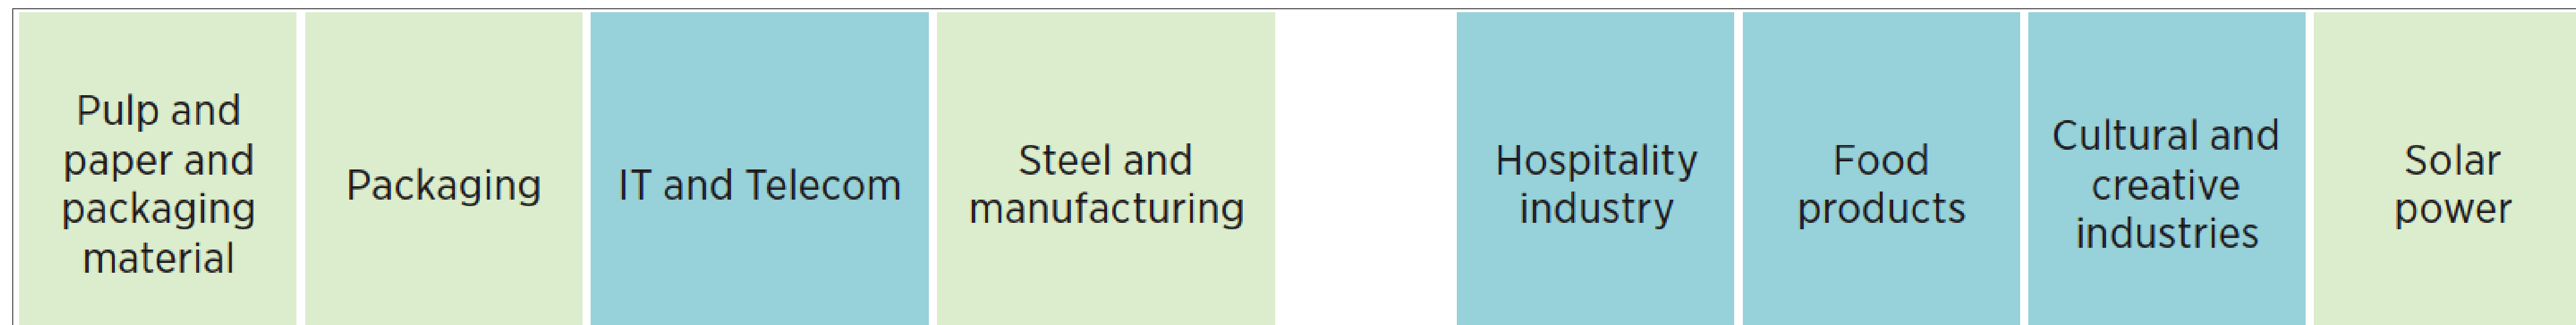 Pulp and
paper and
packaging
material
Packaging
IT and Telecom
Steel and
manufacturing
Hospitality
industry
Food
products
Cultural and
creative
industries
Solar
power